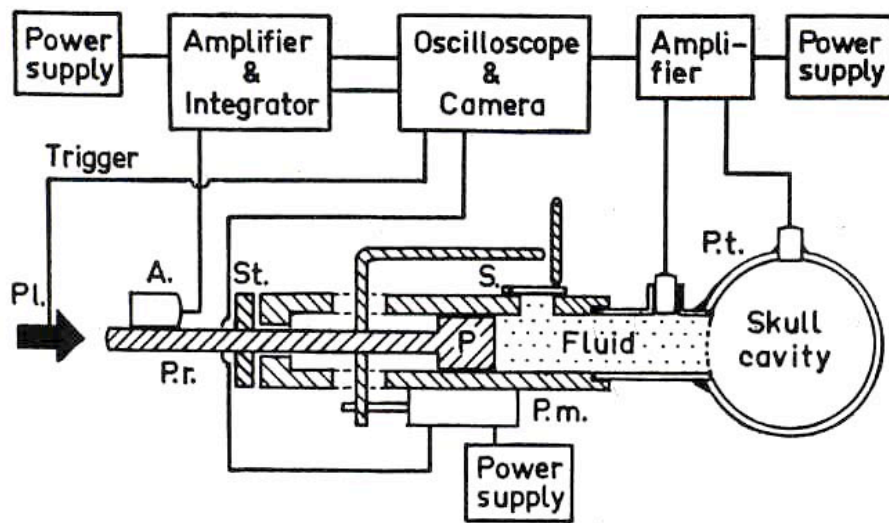 Power
supply
Amplifier
&
Integrator
Oscilloscope
&
Camera
Ampli-
fier
Power
supply
Trigger
Pl.
A.
St.
S.
P.t.
P.r.
P
Fluid
Skull
cavity
P.m.
Power
supply